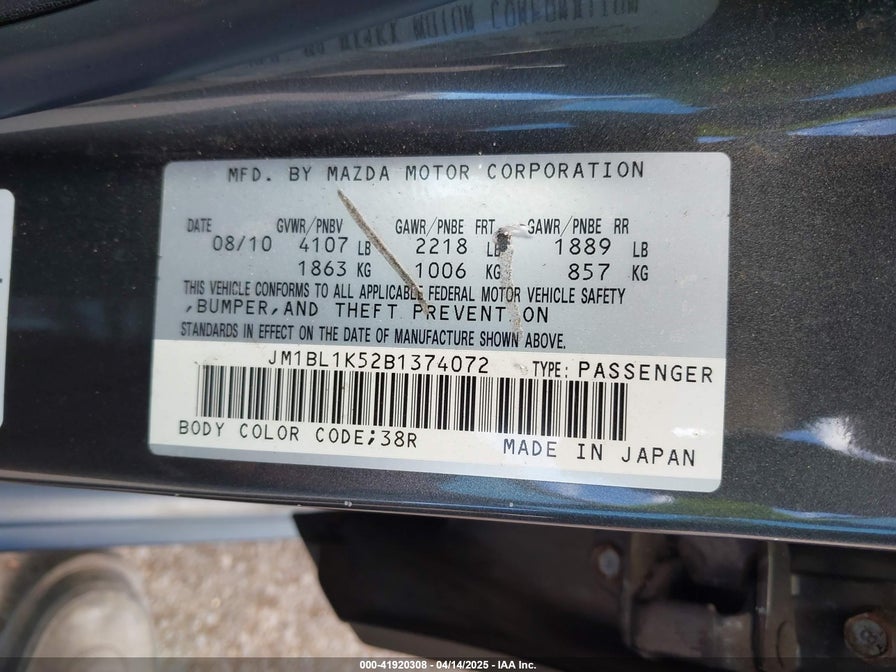 MFD. BY MAZDA MOTOR CORPORATION
DATE GVWR/PNBV GAWR/PNBE FRT GAWR/PNBE RR
08/10 4107 LB 2218 LB 1889 LB
1863 KG 1006 KG 857 KG
THIS VEHICLE CONFORMS TO ALL APPLICABLE FEDERAL MOTOR VEHICLE SAFETY
,BUMPER,AND THEFT PREVENTION
STANDARDS IN EFFECT ON THE DATE OF MANUFACTURE SHOWN ABOVE.
JM1BL1K52B1374072 TYPE: PASSENGER
BODY COLOR CODE;38R MADE IN JAPAN
000-41920308 - 04/14/2025 - IAA Inc.